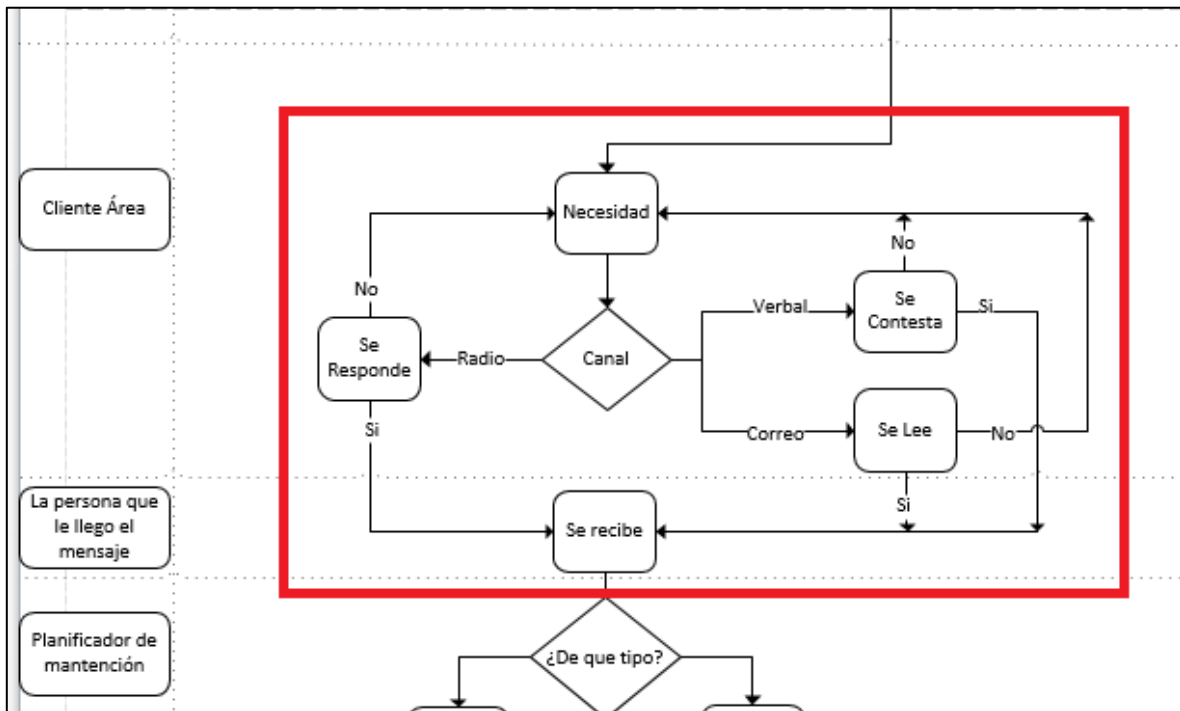 Cliente Área
Necesidad
No
No
Se
Contesta
Verbal
Si
Se
Responde
Radio
Canal
Si
Correo
Se Lee
No
La persona que
le llego el
mensaje
Se recibe
Si
Planificador de
mantención
¿De que tipo?